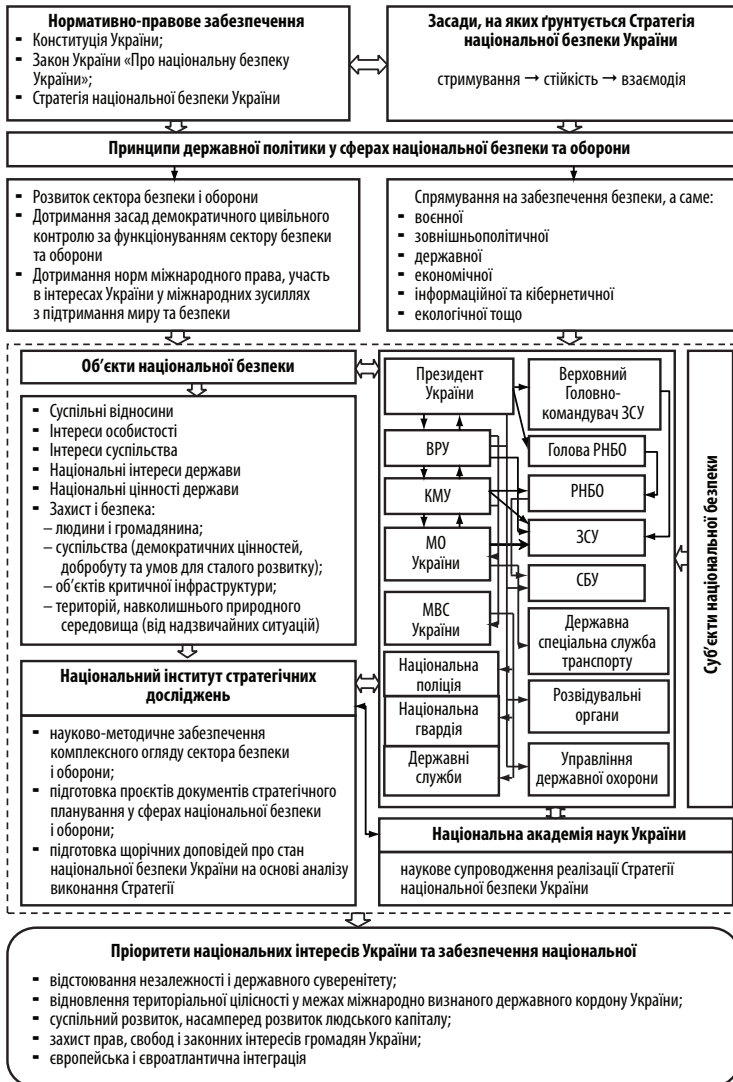 Нормативно-правове забезпечення
▪ Конституція України;
▪ Закон України «Про національну безпеку
України»;
▪ Стратегія національної безпеки України
Засади, на яких ґрунтується Стратегія
національної безпеки України
стримування → стійкість → взаємодія
Принципи державної політики у сферах національної безпеки та оборони
▪ Розвиток сектора безпеки і оборони
▪ Дотримання засад демократичного цивільного
контролю за функціонуванням сектору безпеки
та оборони
▪ Дотримання норм міжнародного права, участь
в інтересах України у міжнародних зусиллях
з підтримання миру та безпеки
Спрямування на забезпечення безпеки, а саме:
▪ воєнної
▪ зовнішньополітичної
▪ державної
▪ економічної
▪ інформаційної та кібернетичної
▪ екологічної тощо
Об’єкти національної безпеки
▪ Суспільні відносини
▪ Інтереси особистості
▪ Інтереси суспільства
▪ Національні інтереси держави
▪ Національні цінності держави
▪ Захист і безпека:
– людини і громадянина;
– суспільства (демократичних цінностей,
добробуту та умов для сталого розвитку);
– об’єктів критичної інфраструктури;
– територій, навколишнього природного
середовища (від надзвичайних ситуацій)
Національний інститут стратегічних
досліджень
▪ науково-методичне забезпечення
комплексного огляду сектора безпеки
і оборони;
▪ підготовка проєктів документів стратегічного
планування у сферах національної безпеки
і оборони;
▪ підготовка щорічних доповідей про стан
національної безпеки України на основі аналізу
виконання Стратегії
Президент
України
ВРУ
КМУ
МО
України
МВС
України
Національна
поліція
Національна
гвардія
Державні
служби
Верховний
Головно-
командувач ЗСУ
Голова РНБО
РНБО
ЗСУ
СБУ
Державна
спеціальна служба
транспорту
Розвідувальні
органи
Управління
державної охорони
Суб’єкти національної безпеки
Національна академія наук України
наукове супроводження реалізації Стратегії
національної безпеки України
Пріоритети національних інтересів України та забезпечення національної
▪ відстоювання незалежності і державного суверенітету;
▪ відновлення територіальної цілісності у межах міжнародно визнаного державного кордону України;
▪ суспільний розвиток, насамперед розвиток людського капіталу;
▪ захист прав, свобод і законних інтересів громадян України;
▪ європейська і євроатлантична інтеграція